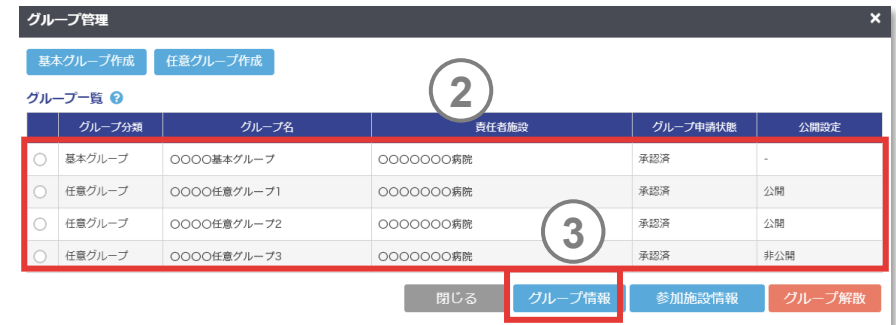 グループ管理 ×
基本グループ作成 任意グループ作成
グループ一覧 ?
②
グループ分類 グループ名 責任者施設 グループ申請状態 公開設定
基本グループ 〇〇〇〇基本グループ 〇〇〇〇〇〇〇病院 承認済 -
任意グループ 〇〇〇〇任意グループ1 〇〇〇〇〇〇〇病院 承認済 公開
任意グループ 〇〇〇〇任意グループ2 〇〇〇〇〇〇〇病院 承認済 公開
③
任意グループ 〇〇〇〇任意グループ3 〇〇〇〇〇〇〇病院 承認済 非公開
閉じる グループ情報 参加施設情報 グループ解散